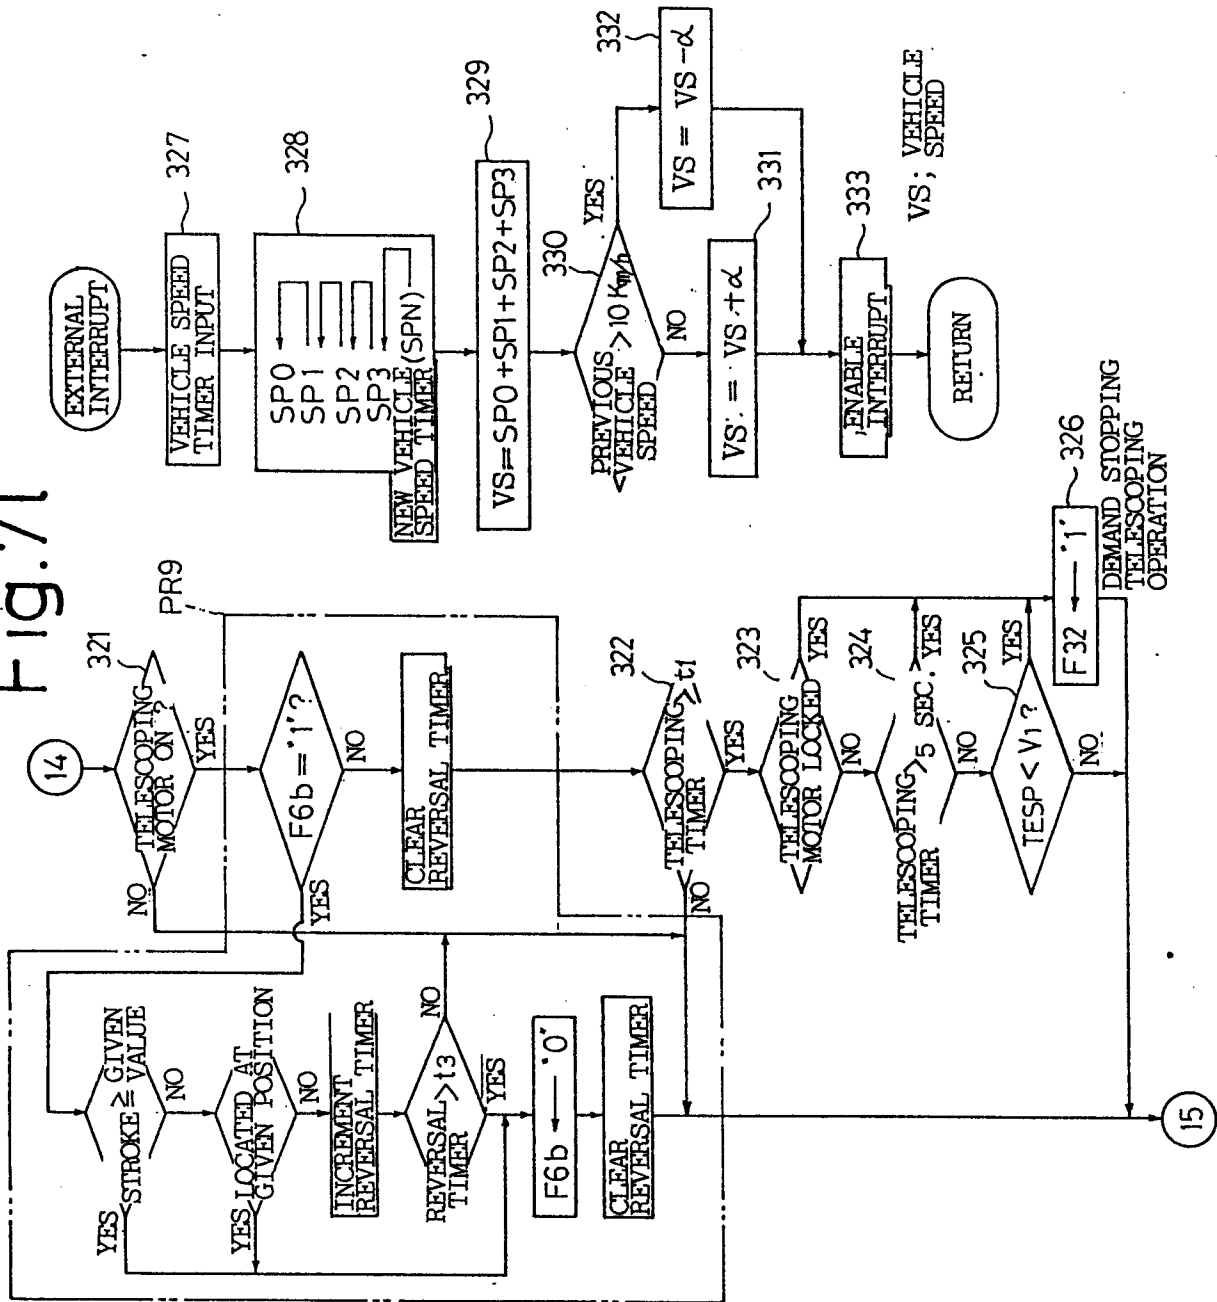 Fig.7l
14
321
TELESCOPING
MOTOR ON ?
NO
YES
PR9
F6b = "1" ?
YES
NO
CLEAR
REVERSAL TIMER
STROKE ≧ GIVEN
VALUE
YES
NO
LOCATED AT
GIVEN POSITION
YES
NO
INCREMENT
REVERSAL TIMER
REVERSAL > t3
TIMER
NO
YES
F6b ← "0"
CLEAR
REVERSAL TIMER
322
TELESCOPING > t1
TIMER
NO
YES
323
TELESCOPING
MOTOR LOCKED
YES
NO
324
TELESCOPING > 5 SEC.
TIMER
YES
NO
325
TESP < V1 ?
YES
NO
326
F32 ← "1"
DEMAND STOPPING
TELESCOPING
OPERATION
15
EXTERNAL
INTERRUPT
327
VEHICLE SPEED
TIMER INPUT
328
SP0
SP1
SP2
SP3
NEW VEHICLE
SPEED TIMER (SPN)
329
VS=SP0+SP1+SP2+SP3
330
PREVIOUS
VEHICLE > 10 Km/h
SPEED
YES
NO
332
VS = VS - α
331
VS = VS + α
333
ENABLE
INTERRUPT
RETURN
VS; VEHICLE
SPEED